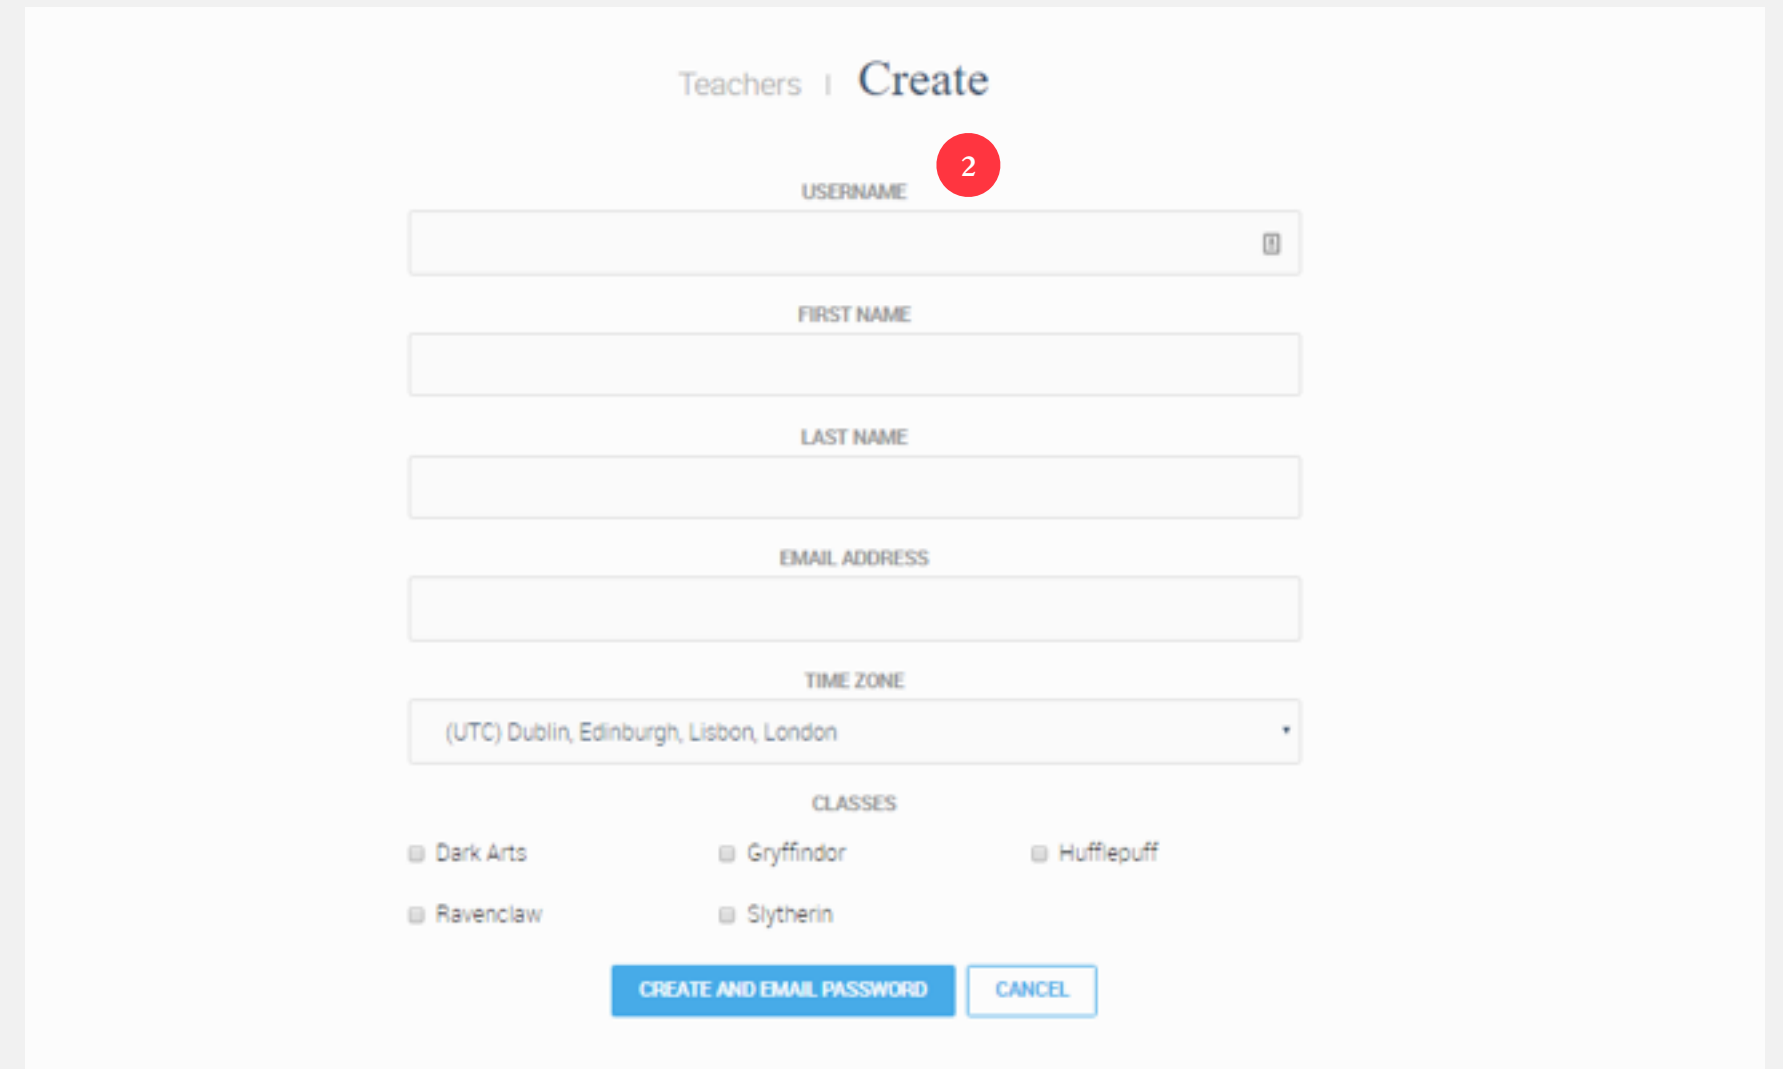 Teachers | Create
2
USERNAME
FIRST NAME
LAST NAME
EMAIL ADDRESS
TIME ZONE
(UTC) Dublin, Edinburgh, Lisbon, London
CLASSES
Dark Arts Gryffindor Hufflepuff
Ravenclaw Slytherin
CREATE AND EMAIL PASSWORD CANCEL